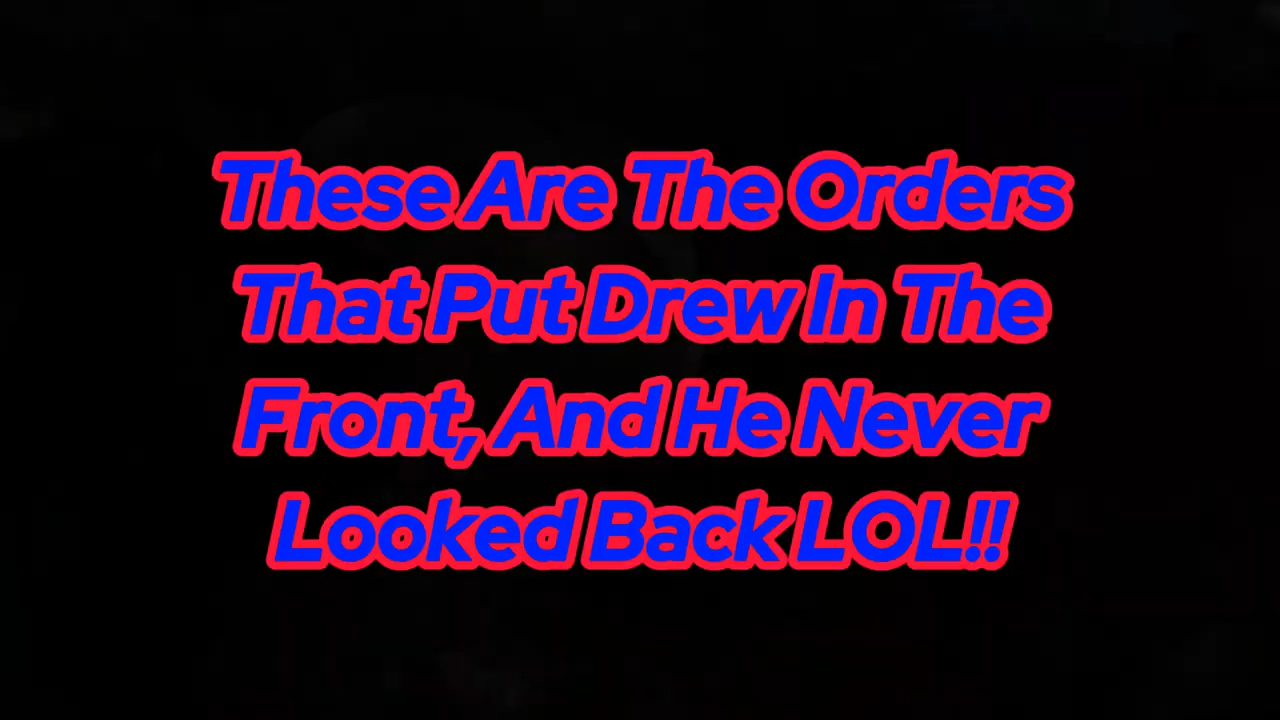 These Are The Orders
That Put Drew In The
Front, And He Never
Looked Back LOL!!